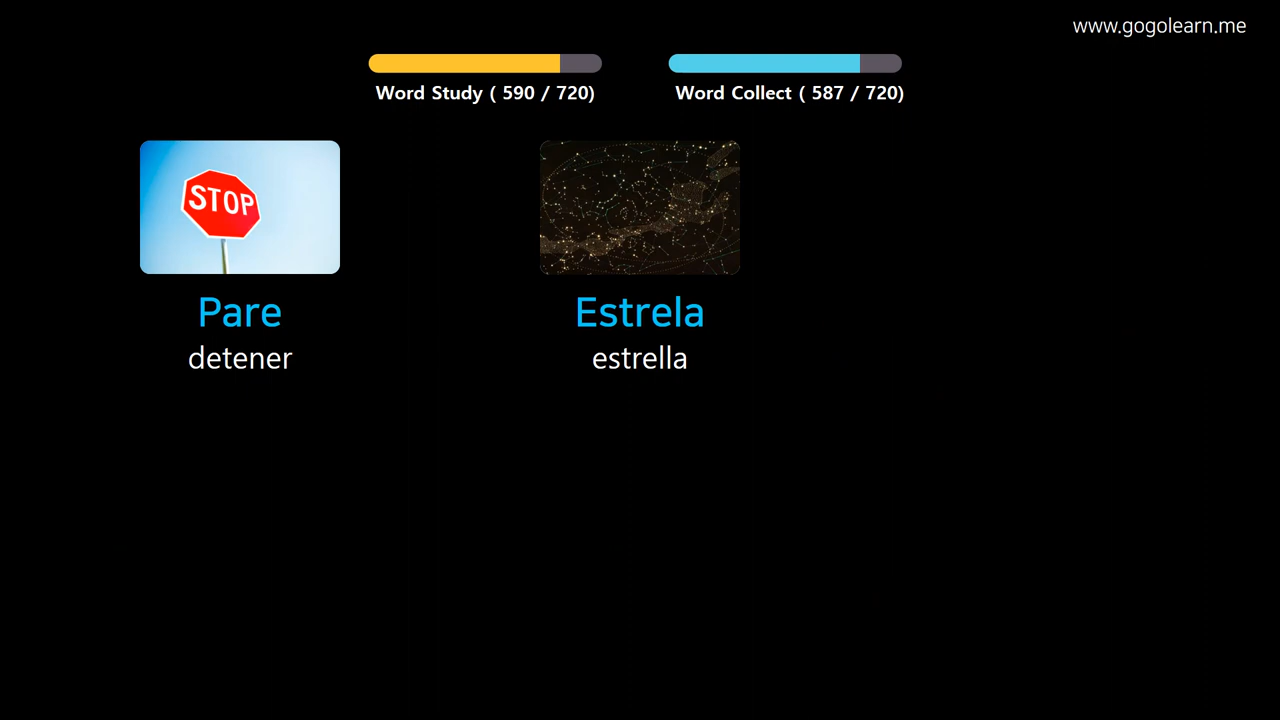 www.gogolearn.me
Word Study ( 590 / 720)
Word Collect ( 587 / 720)
STOP
Pare
detener
Estrela
estrella